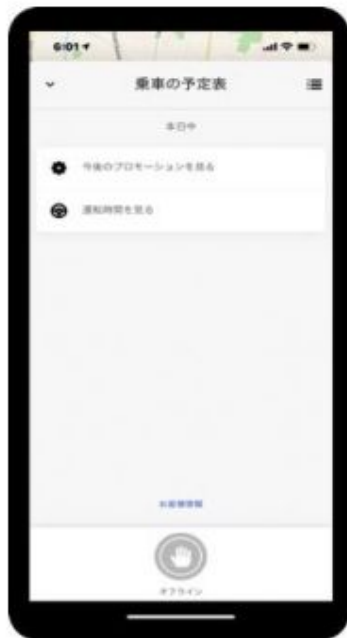 6:01
乗車の予定表
本日中
今後のプロモーションを見る
運転時間を見る
オフライン